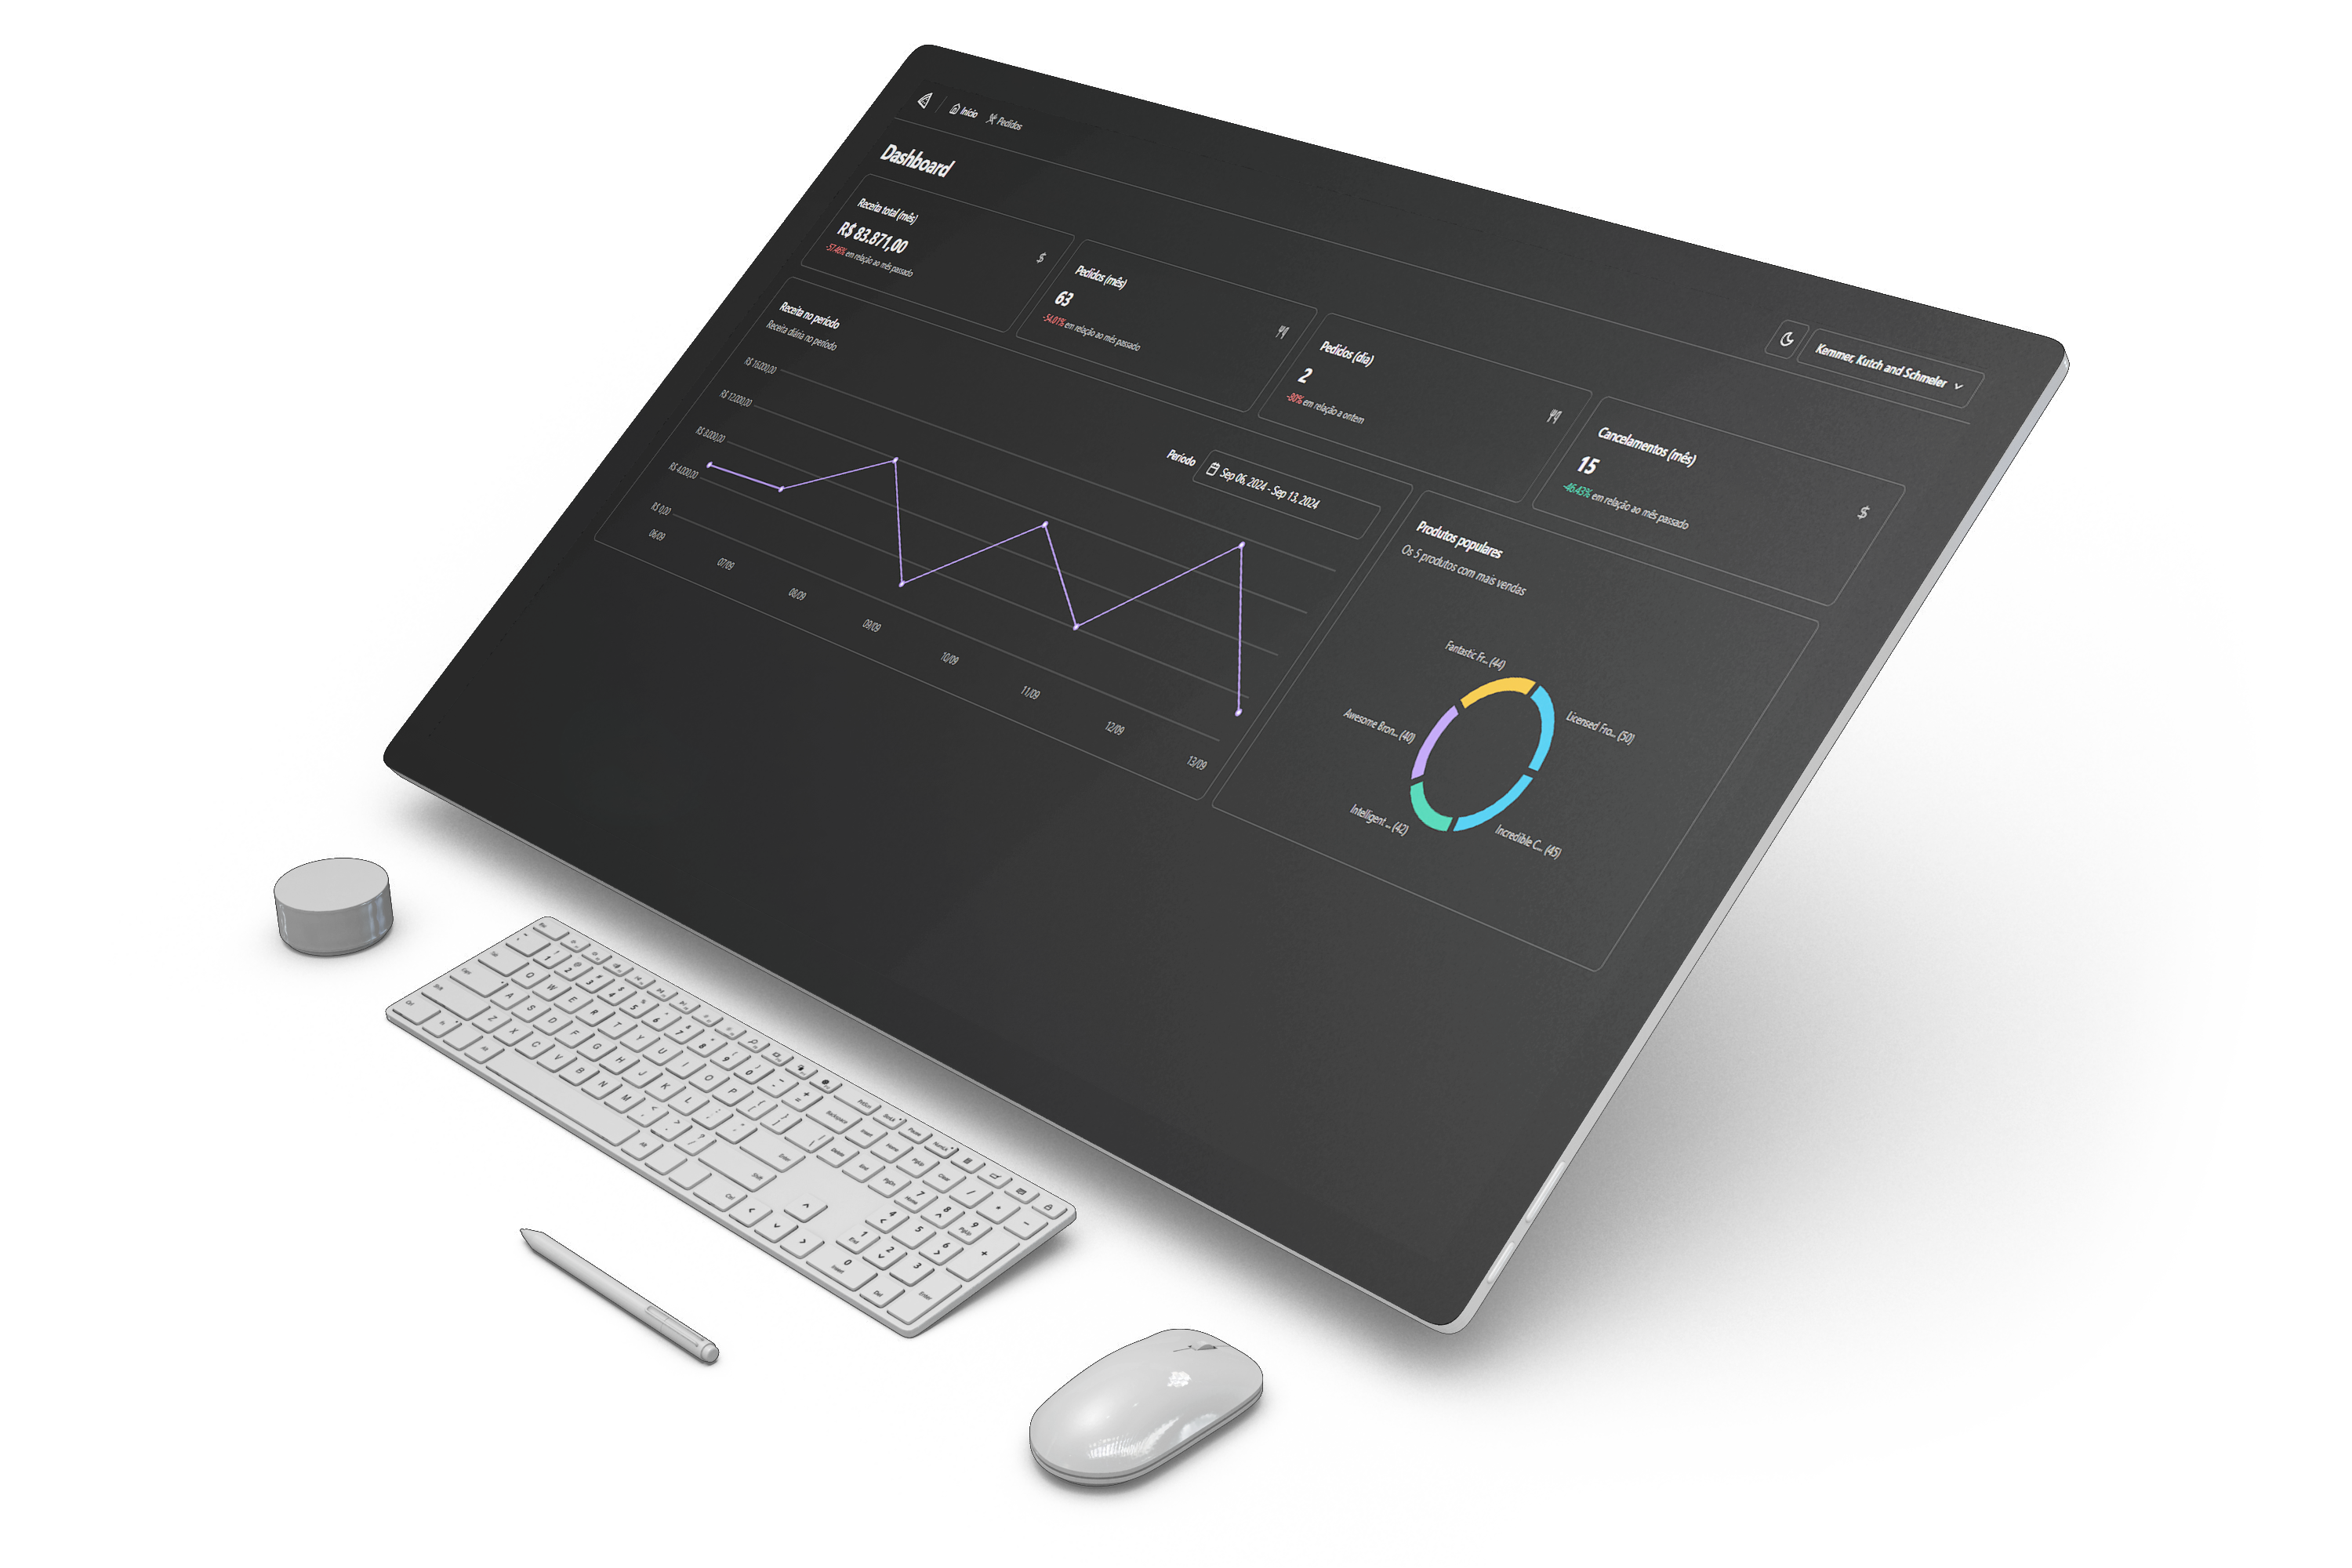 Início
Pedidos
Kemmer, Kutch and Schmeler
Dashboard
Receita total (mês)
$
R$ 83.871,00
-57.46% em relação ao mês passado
Pedidos (mês)
63
-54.01% em relação ao mês passado
Pedidos (dia)
2
-80% em relação a ontem
Cancelamentos (mês)
15
$
-46.43% em relação ao mês passado
Receita no período
Receita diária no período
Período
Sep 06, 2024 - Sep 13, 2024
R$ 16.000,00
R$ 12.000,00
R$ 8.000,00
R$ 4.000,00
R$ 0,00
06/09
07/09
08/09
09/09
10/09
11/09
12/09
13/09
Produtos populares
Os 5 produtos com mais vendas
Fantastic Fr... (44)
Licensed Fro... (50)
Awesome Bron... (40)
Intelligent ... (42)
Incredible C... (45)
Q W E R T Y U I O P
A S D F G H J K L
Z X C V B N M
Backspace
Enter
Shift